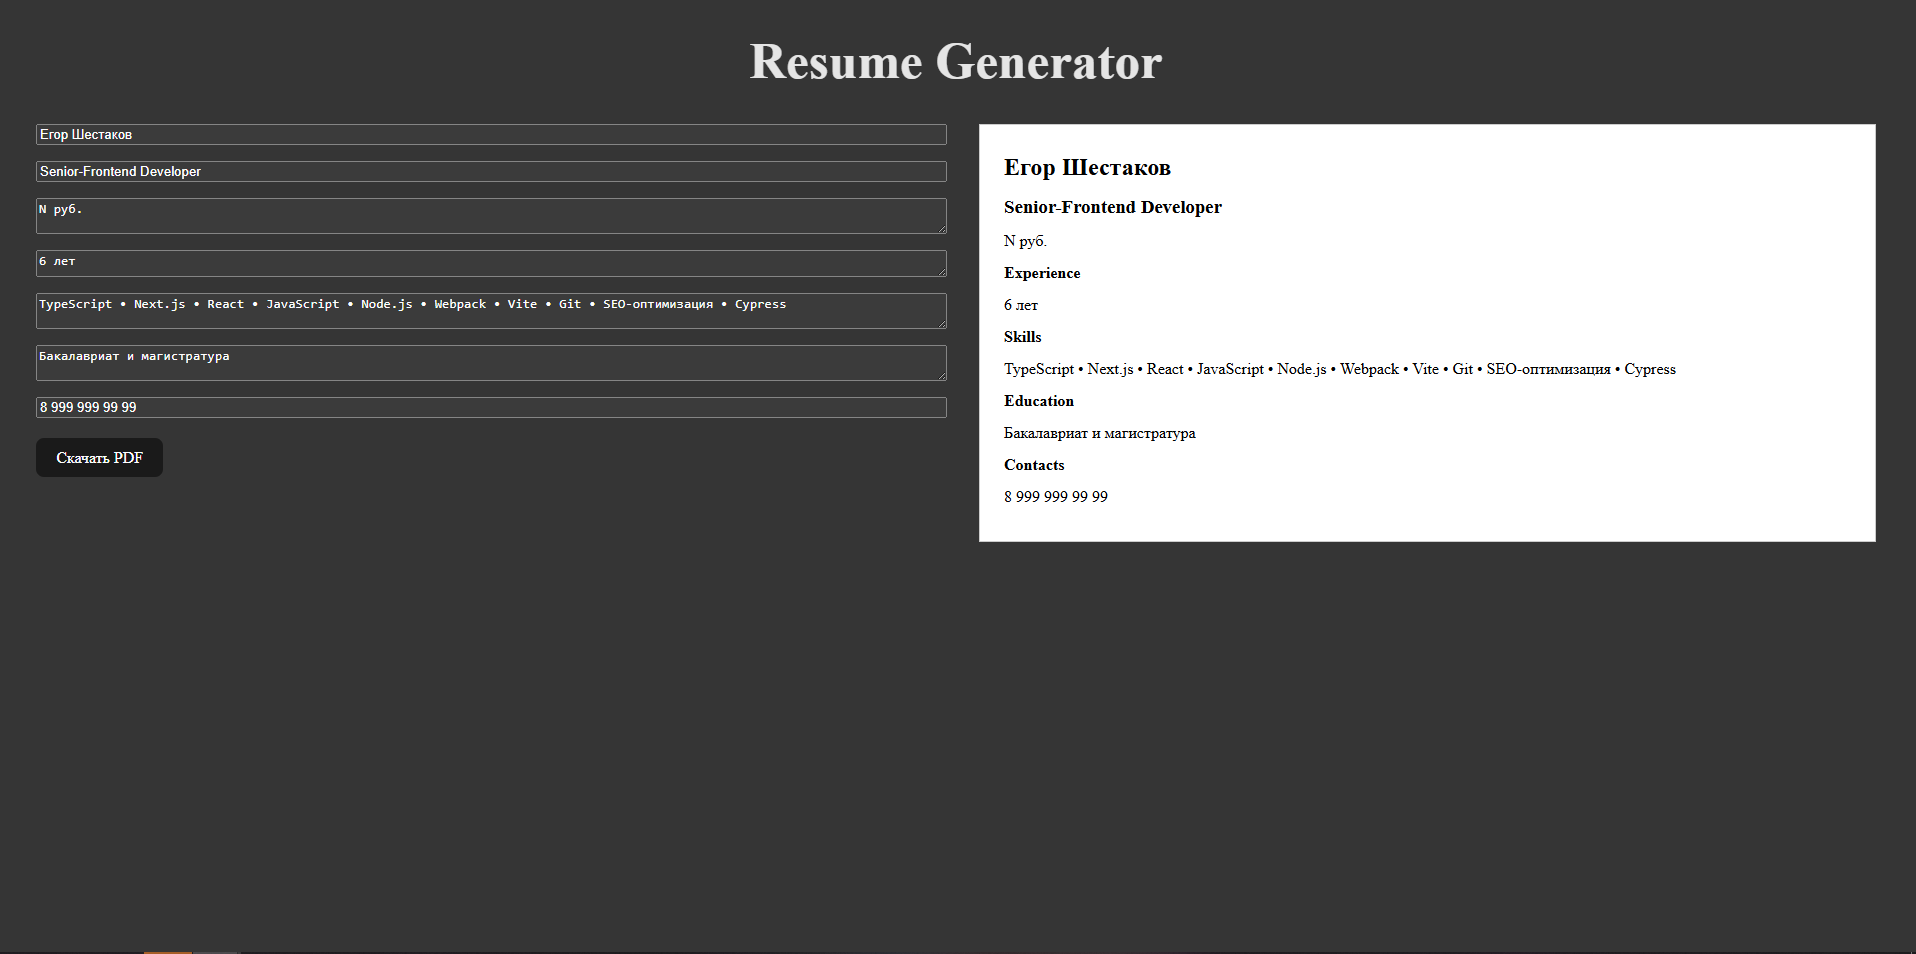 Resume Generator
Егор Шестаков
Senior-Frontend Developer
N руб.
6 лет
TypeScript • Next.js • React • JavaScript • Node.js • Webpack • Vite • Git • SEO-оптимизация • Cypress
Бакалавриат и магистратура
8 999 999 99 99
Скачать PDF
Егор Шестаков
Senior-Frontend Developer
N руб.
Experience
6 лет
Skills
TypeScript • Next.js • React • JavaScript • Node.js • Webpack • Vite • Git • SEO-оптимизация • Cypress
Education
Бакалавриат и магистратура
Contacts
8 999 999 99 99